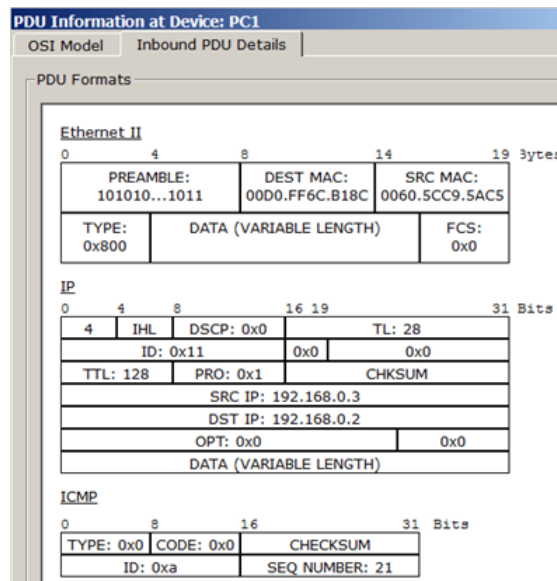 PDU Information at Device: PC1
OSI Model Inbound PDU Details
PDU Formats
Ethernet II
0 4 8 14 19 Bytes
PREAMBLE: DEST MAC: SRC MAC:
101010...1011 00D0.FF6C.B18C 0060.5CC9.5AC5
TYPE: DATA (VARIABLE LENGTH) FCS:
0x800 0x0
IP
0 4 8 16 19 31 Bits
4 IHL DSCP: 0x0 TL: 28
ID: 0x11 0x0 0x0
TTL: 128 PRO: 0x1 CHKSUM
SRC IP: 192.168.0.3
DST IP: 192.168.0.2
OPT: 0x0 0x0
DATA (VARIABLE LENGTH)
ICMP
0 8 16 31 Bits
TYPE: 0x0 CODE: 0x0 CHECKSUM
ID: 0xa SEQ NUMBER: 21